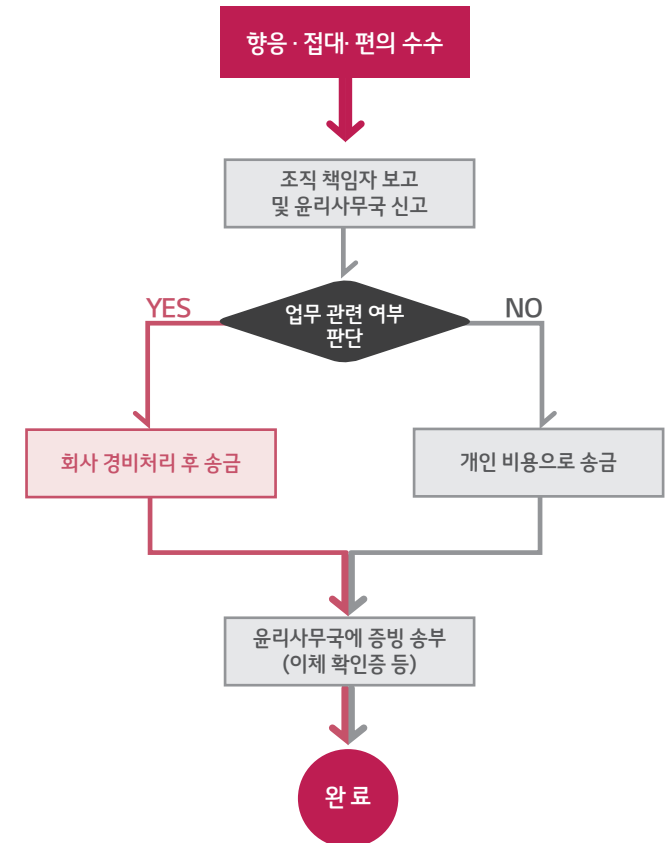 향응 · 접대· 편의 수수
조직 책임자 보고
및 윤리사무국 신고
YES
업무 관련 여부
판단
NO
회사 경비처리 후 송금
개인 비용으로 송금
윤리사무국에 증빙 송부
(이체 확인증 등)
완 료